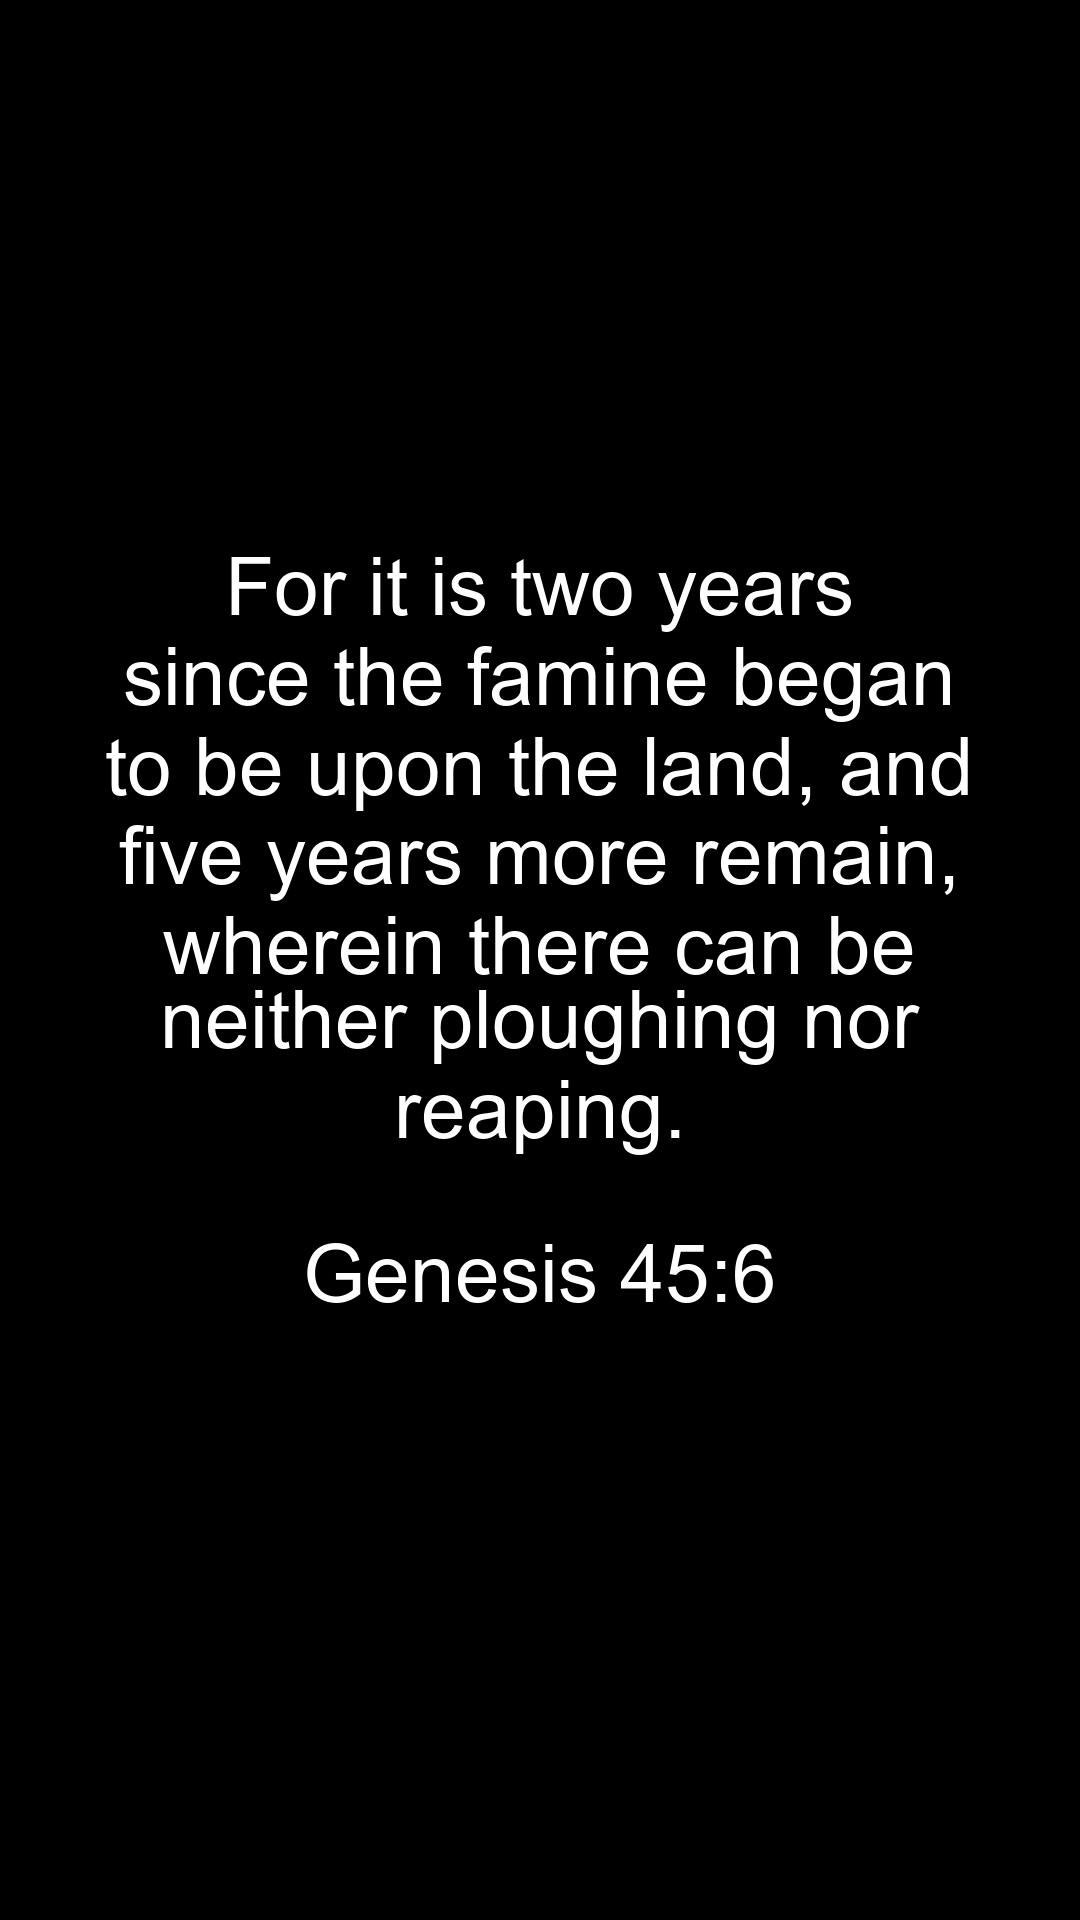 For it is two years
since the famine began
to be upon the land, and
five years more remain,
wherein there can be
neither ploughing nor
reaping.
Genesis 45:6